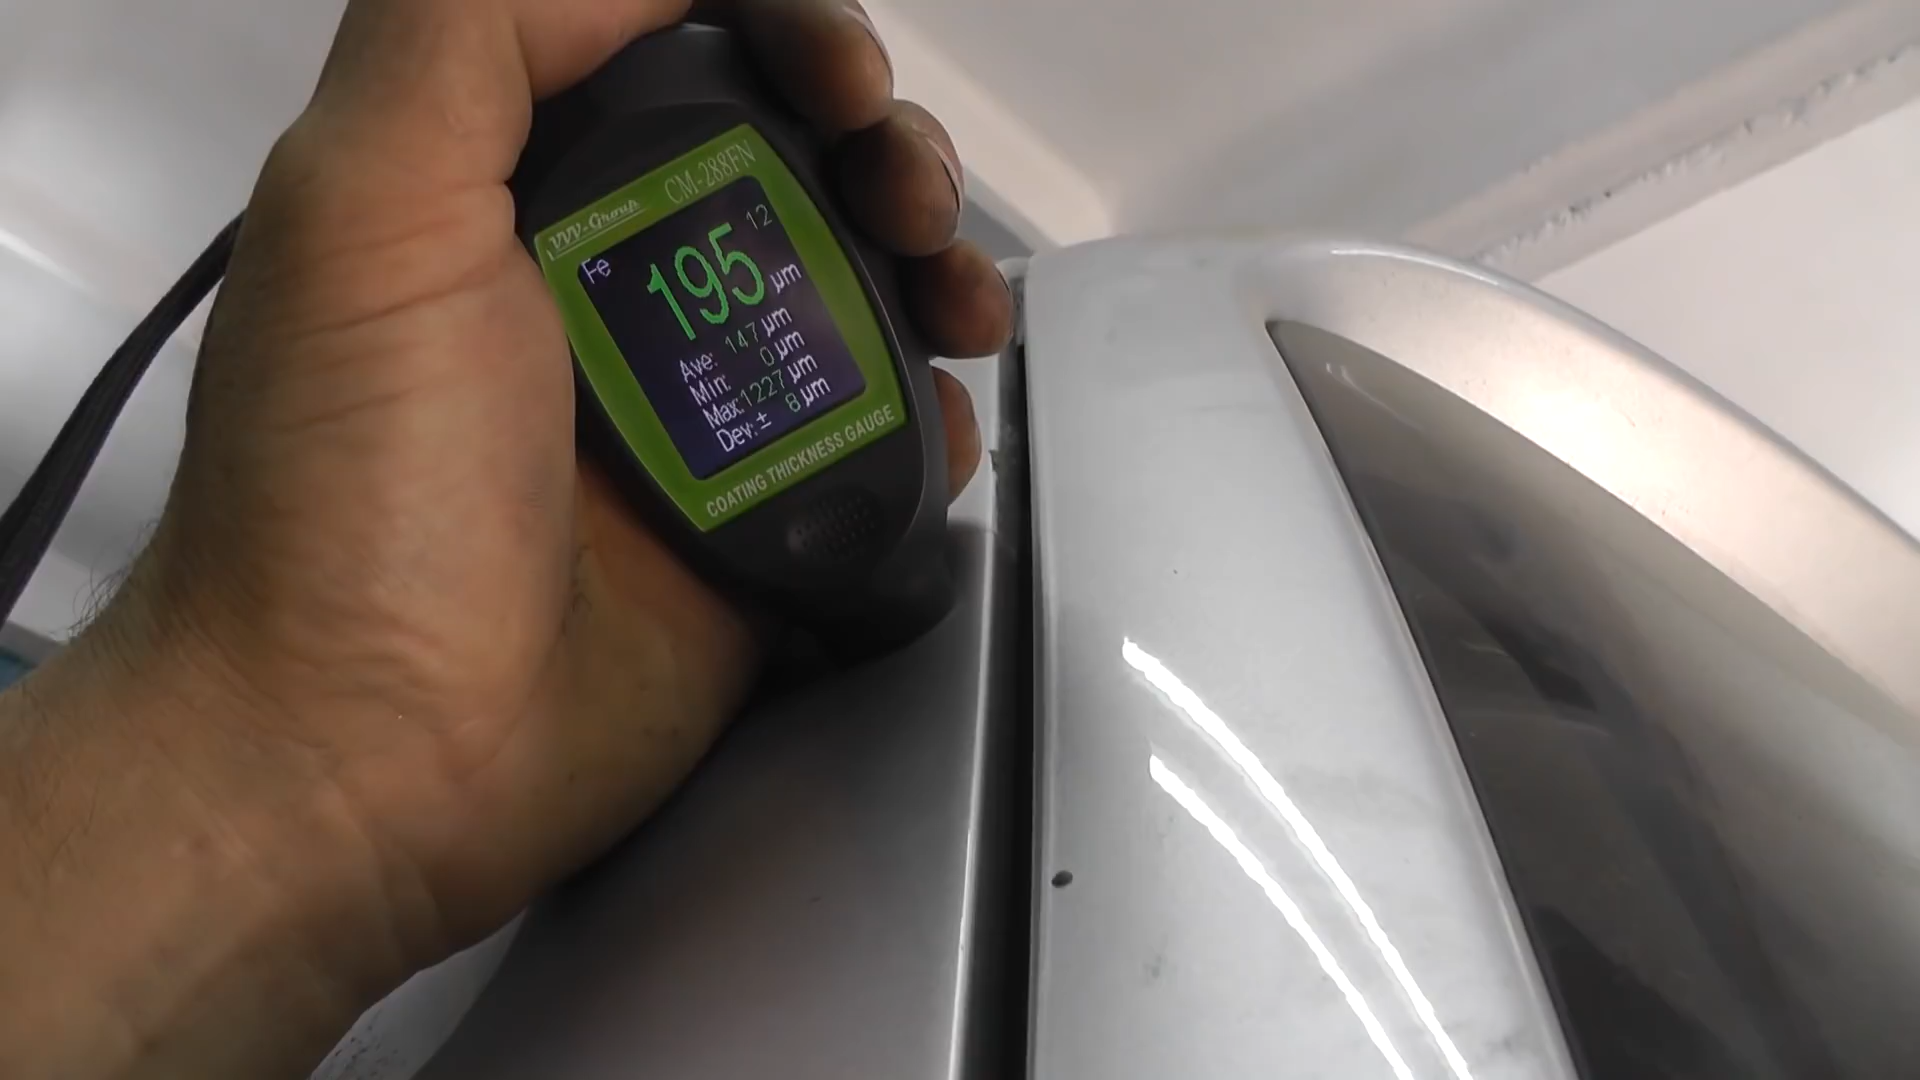 VVV-Group CM-288FN
12
Fe 195 µm
Ave: 147 µm
Min: 0 µm
Max: 1227 µm
Dev: ± 8 µm
COATING THICKNESS GAUGE